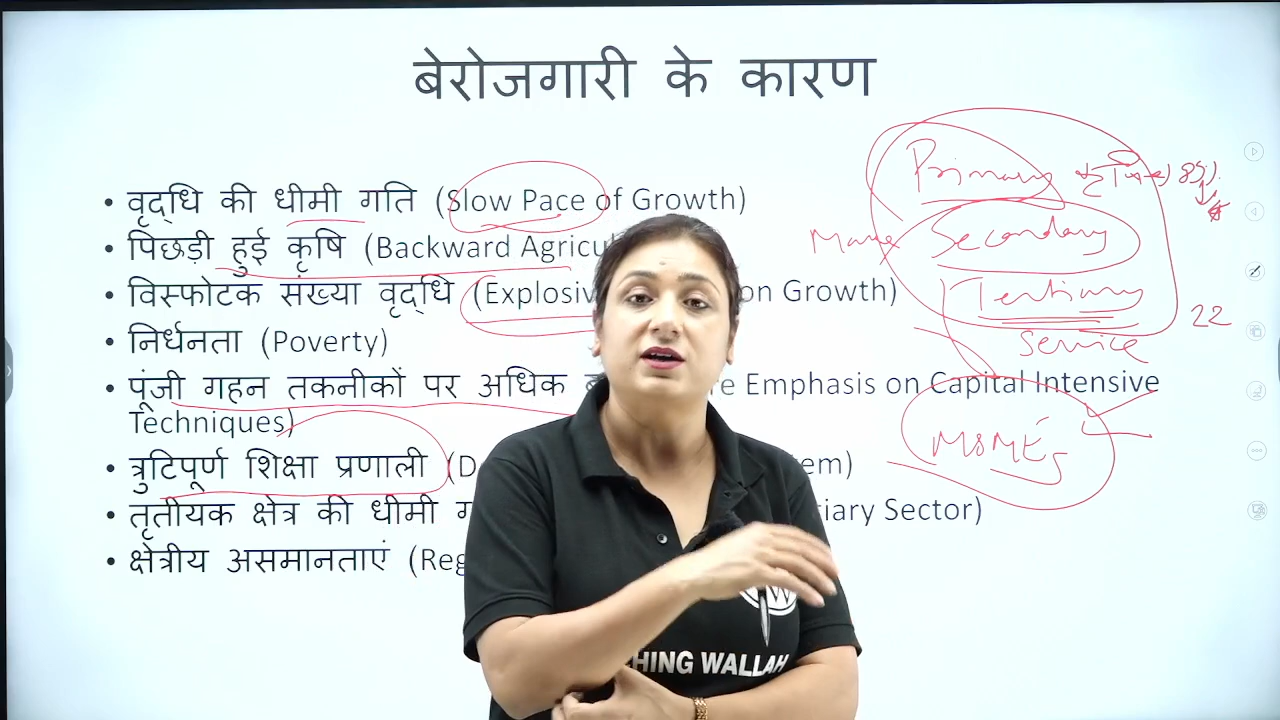 बेरोजगारी के कारण
• वृद्धि की धीमी गति (Slow Pace of Growth)
• पिछड़ी हुई कृषि (Backward Agricu
• विस्फोटक संख्या वृद्धि (Explosiv on Growth)
• निर्धनता (Poverty)
• पूंजी गहन तकनीकों पर अधिक re Emphasis on Capital Intensive
Techniques)
• त्रुटिपूर्ण शिक्षा प्रणाली (D tem)
• तृतीयक क्षेत्र की धीमी ग tiary Sector)
• क्षेत्रीय असमानताएं (Reg
Primary
Secondary
Tertiary
22
Service
MSMEs
HING WALLAH